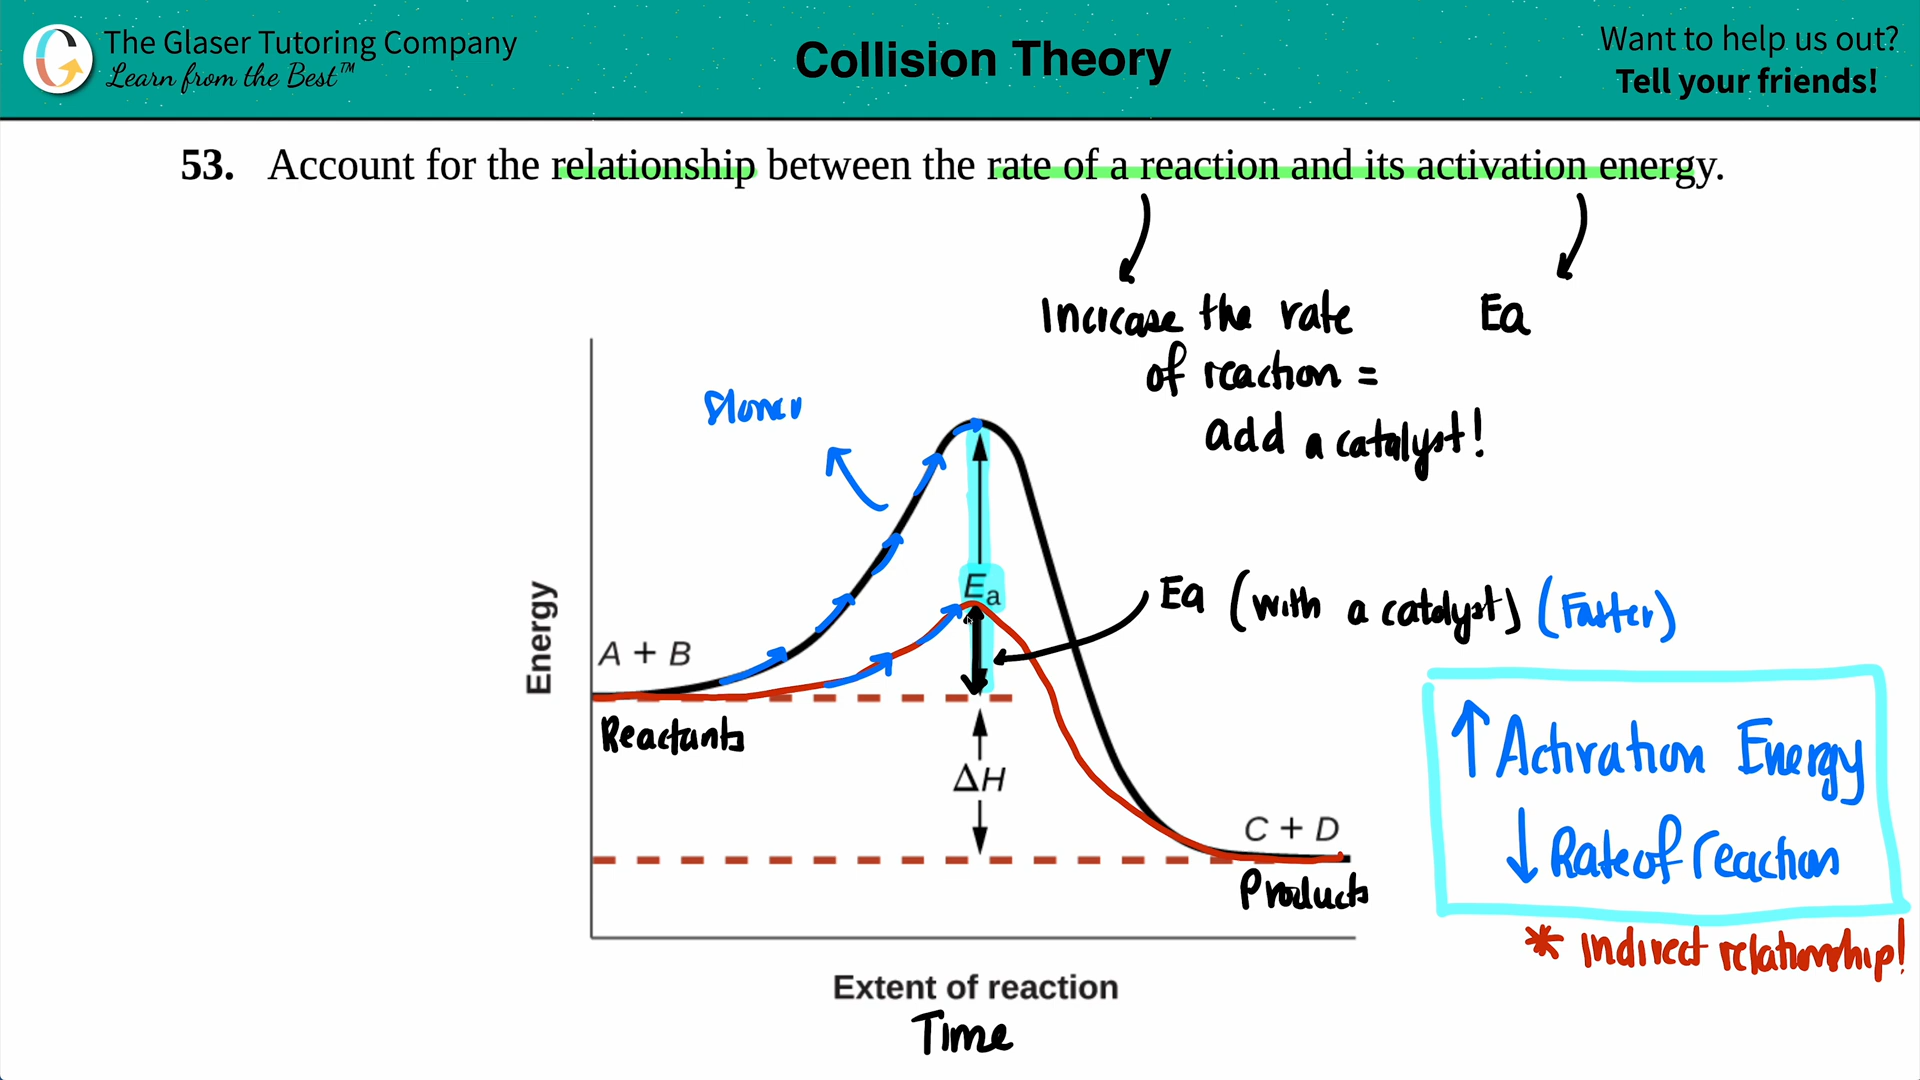 The Glaser Tutoring Company
Learn from the Best™
Collision Theory
Want to help us out?
Tell your friends!
53. Account for the relationship between the rate of a reaction and its activation energy.
Increase the rate
of reaction =
add a catalyst!
Ea
Slower
Ea
Ea (with a catalyst) (Faster)
A + B
Reactants
Energy
ΔH
C + D
Products
↑ Activation Energy
↓ Rate of reaction
* Indirect relationship!
Extent of reaction
Time